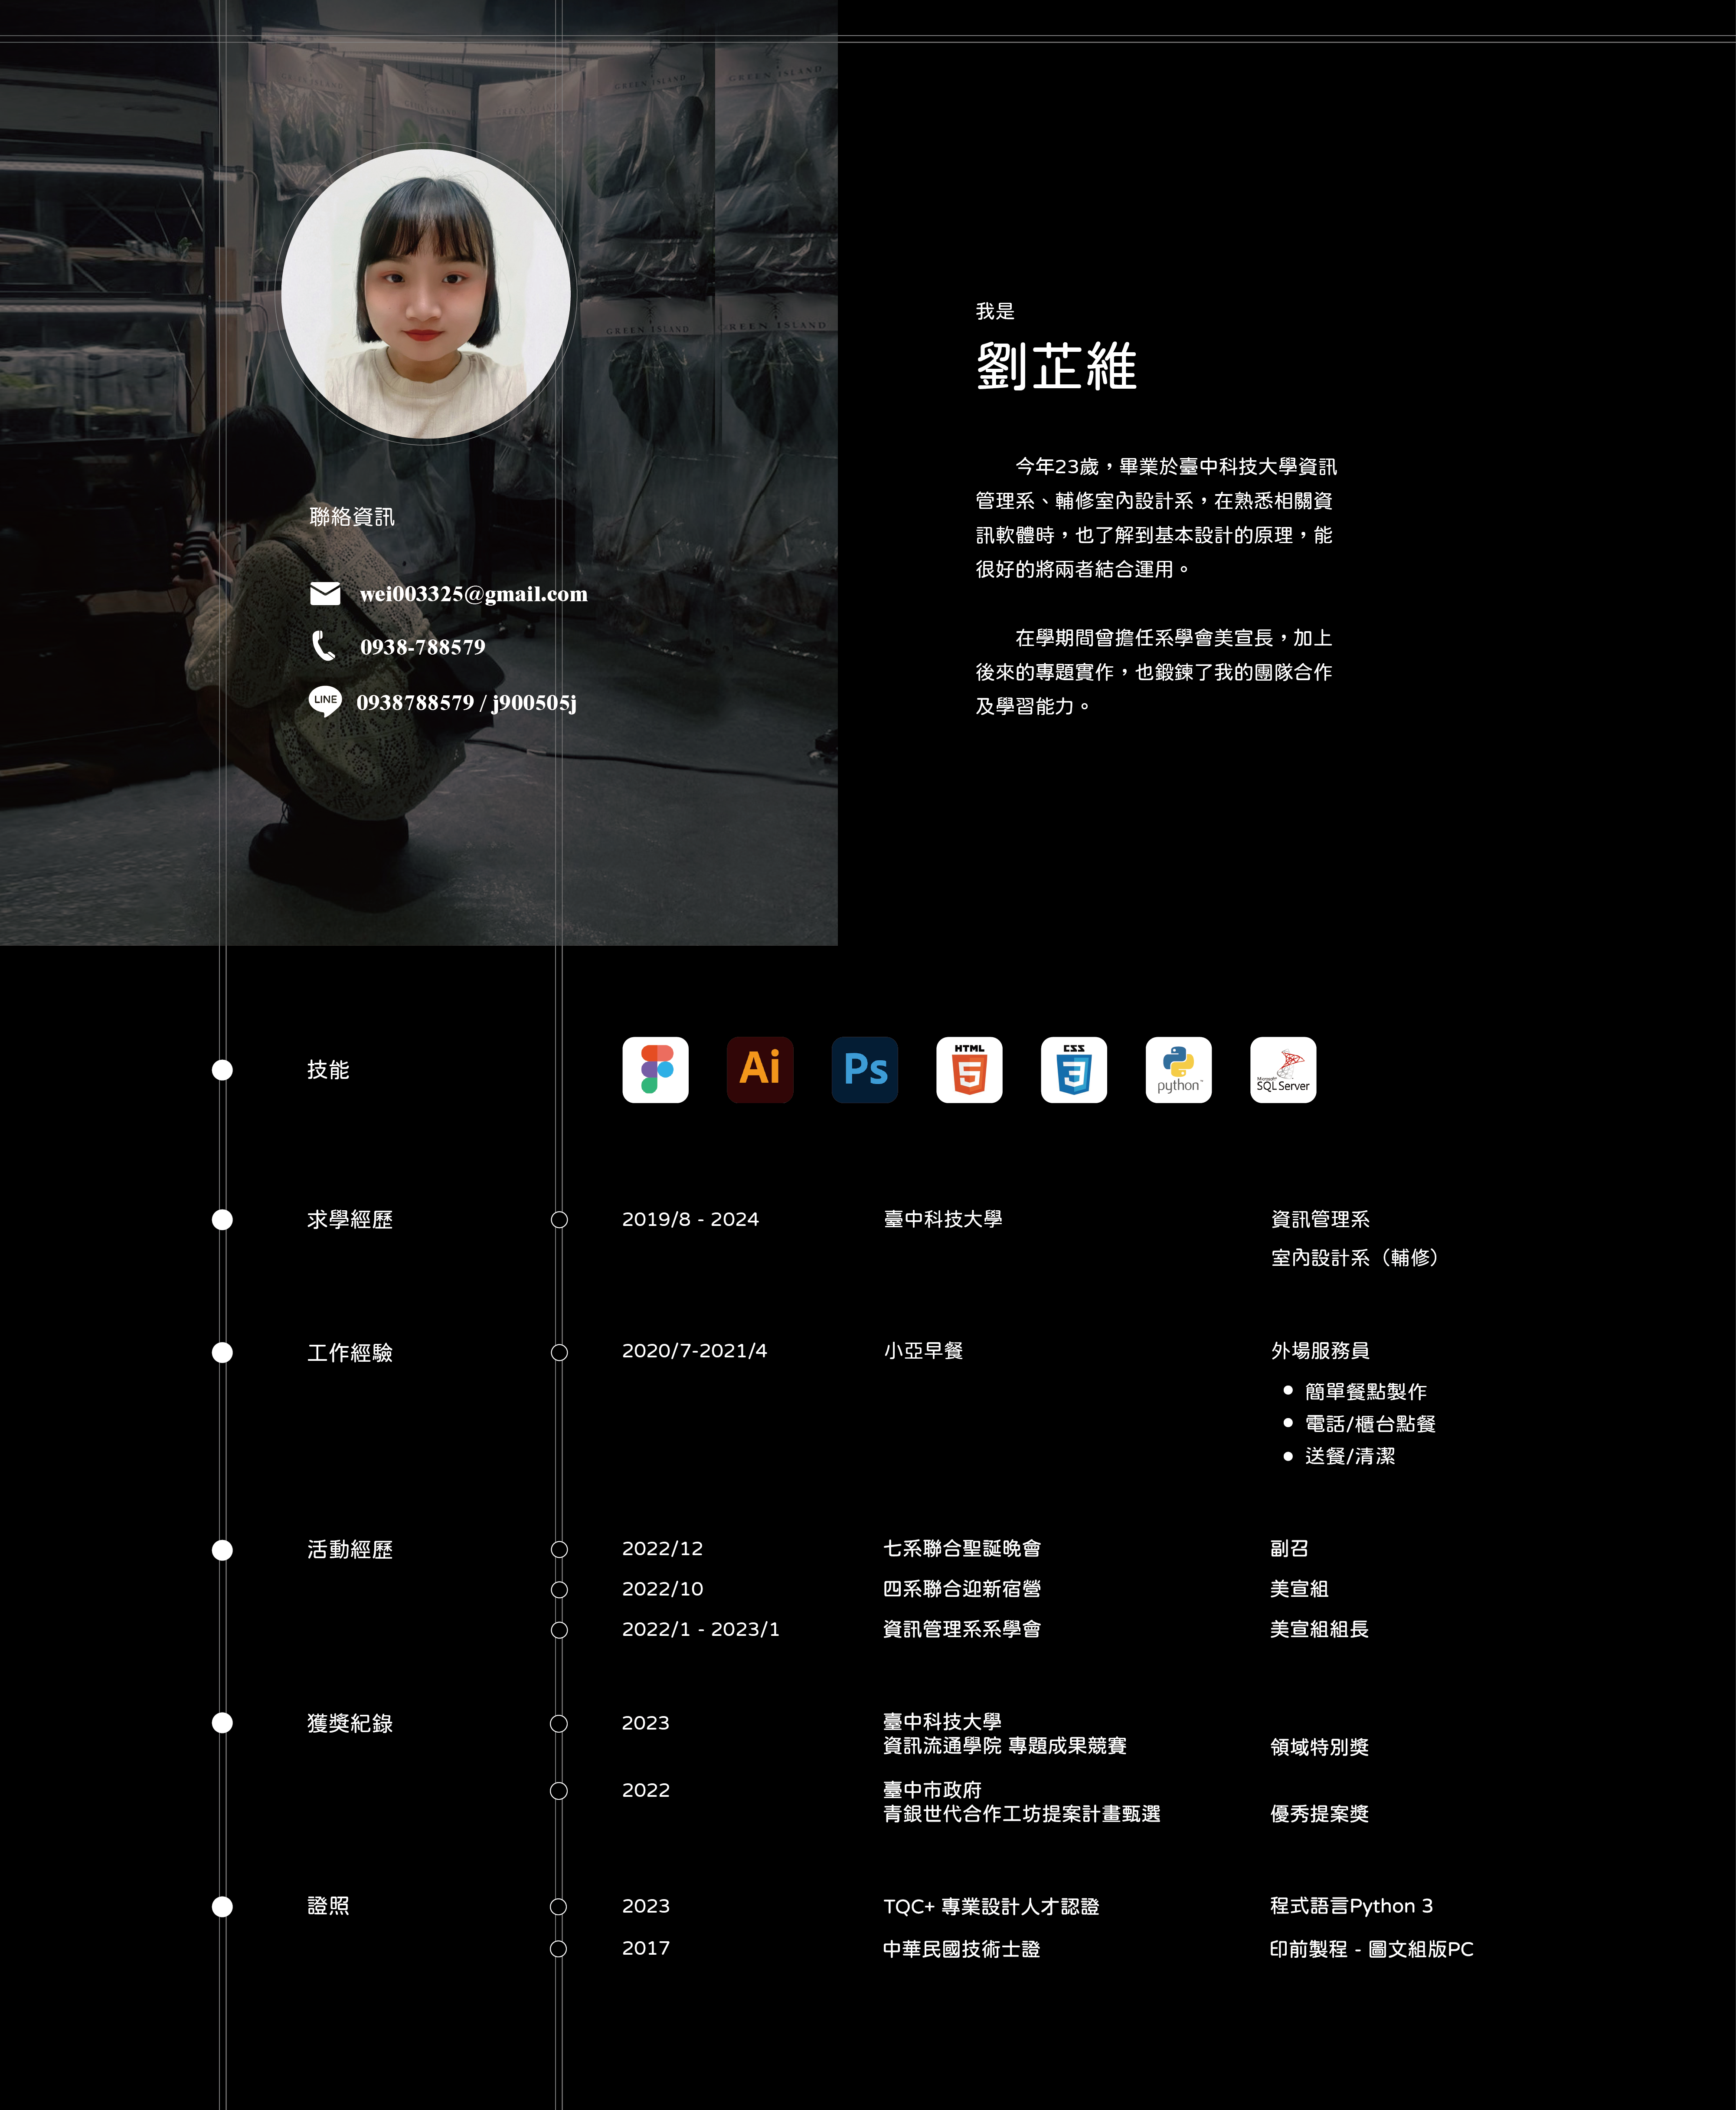 GREEN ISLAND
GREEN ISLAND
GREEN ISLAND
GREEN ISLAND
GREEN ISLAND
GREEN ISLAND
我是
劉芷維
今年23歲，畢業於臺中科技大學資訊
管理系、輔修室內設計系，在熟悉相關資
訊軟體時，也了解到基本設計的原理，能
很好的將兩者結合運用。
在學期間曾擔任系學會美宣長，加上
後來的專題實作，也鍛鍊了我的團隊合作
及學習能力。
聯絡資訊
wei003325@gmail.com
0938-788579
LINE 0938788579 / j900505j
技能
Ai
Ps
HTML 5
CSS 3
python
Microsoft SQL Server
求學經歷 2019/8 - 2024 臺中科技大學 資訊管理系
室內設計系（輔修）
工作經驗 2020/7-2021/4 小亞早餐 外場服務員
簡單餐點製作
電話/櫃台點餐
送餐/清潔
活動經歷 2022/12 七系聯合聖誕晚會 副召
2022/10 四系聯合迎新宿營 美宣組
2022/1 - 2023/1 資訊管理系系學會 美宣組組長
獲獎紀錄 2023 臺中科技大學
資訊流通學院 專題成果競賽 領域特別獎
2022 臺中市政府
青銀世代合作工坊提案計畫甄選 優秀提案獎
證照 2023 TQC+ 專業設計人才認證 程式語言Python 3
2017 中華民國技術士證 印前製程 - 圖文組版PC